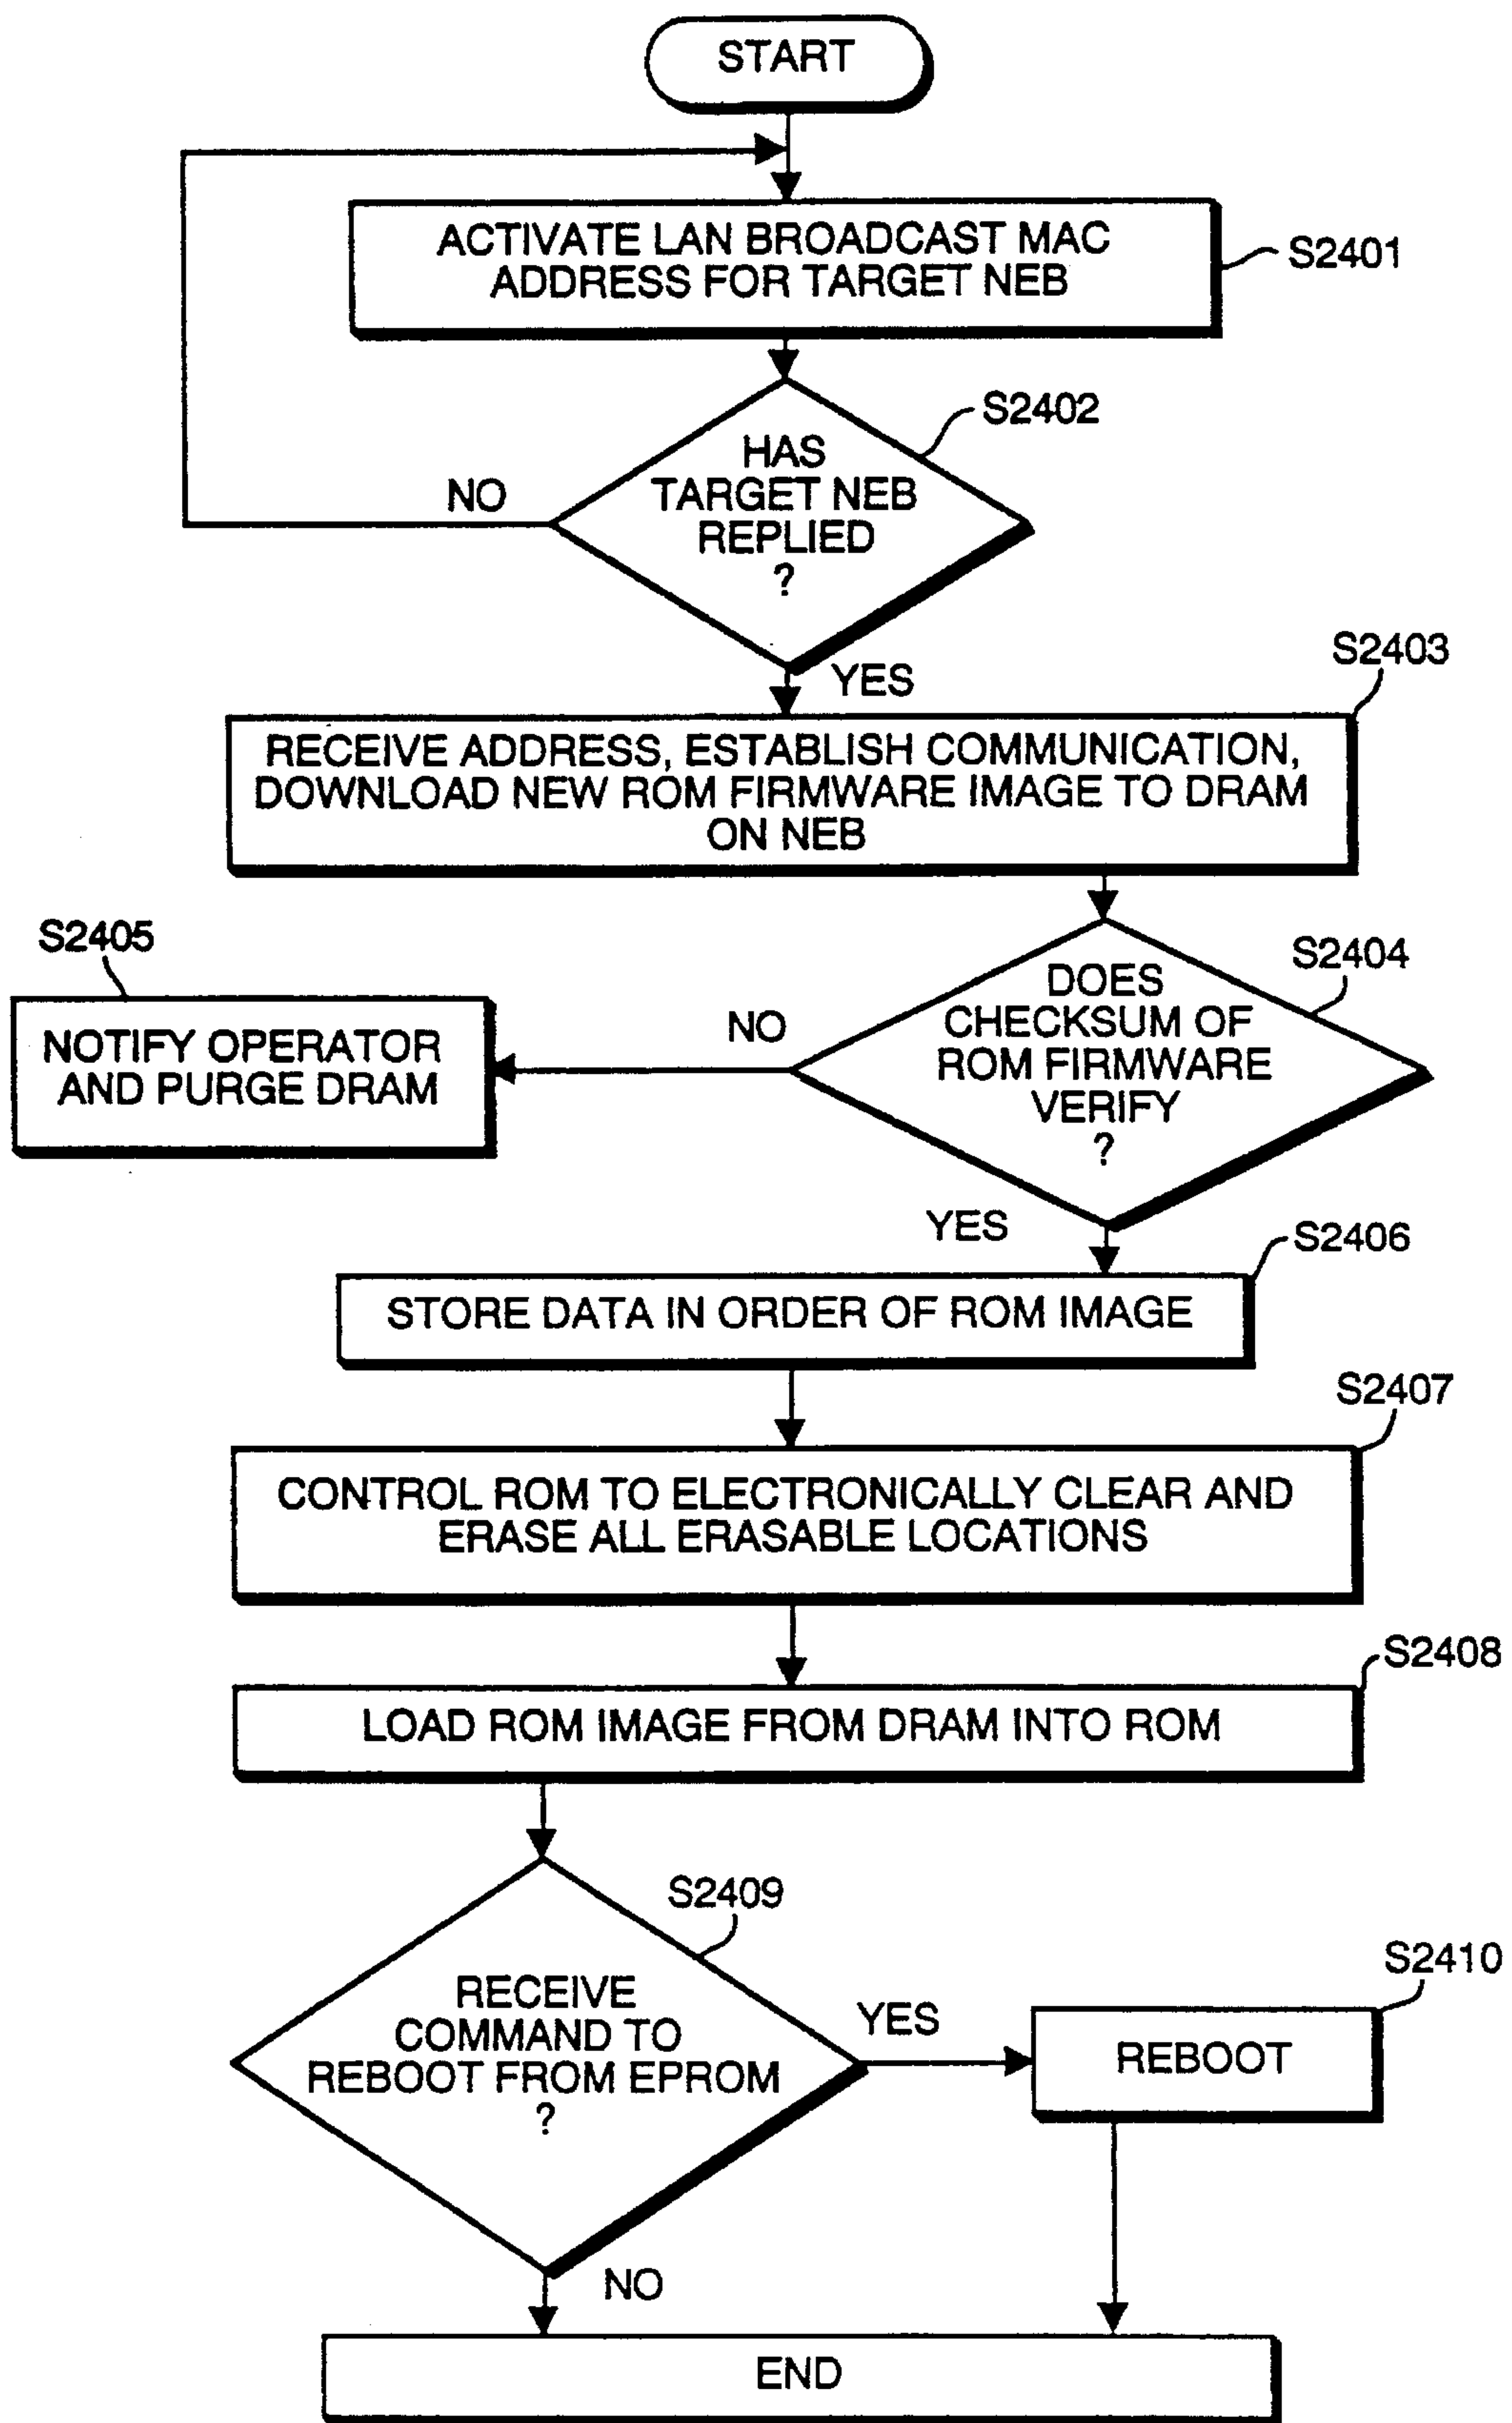 START
ACTIVATE LAN BROADCAST MAC
ADDRESS FOR TARGET NEB
S2401
S2402
HAS
TARGET NEB
REPLIED
?
NO
YES
S2403
RECEIVE ADDRESS, ESTABLISH COMMUNICATION,
DOWNLOAD NEW ROM FIRMWARE IMAGE TO DRAM
ON NEB
S2405
NOTIFY OPERATOR
AND PURGE DRAM
NO
S2404
DOES
CHECKSUM OF
ROM FIRMWARE
VERIFY
?
YES
S2406
STORE DATA IN ORDER OF ROM IMAGE
S2407
CONTROL ROM TO ELECTRONICALLY CLEAR AND
ERASE ALL ERASABLE LOCATIONS
S2408
LOAD ROM IMAGE FROM DRAM INTO ROM
S2409
RECEIVE
COMMAND TO
REBOOT FROM EPROM
?
YES
S2410
REBOOT
NO
END